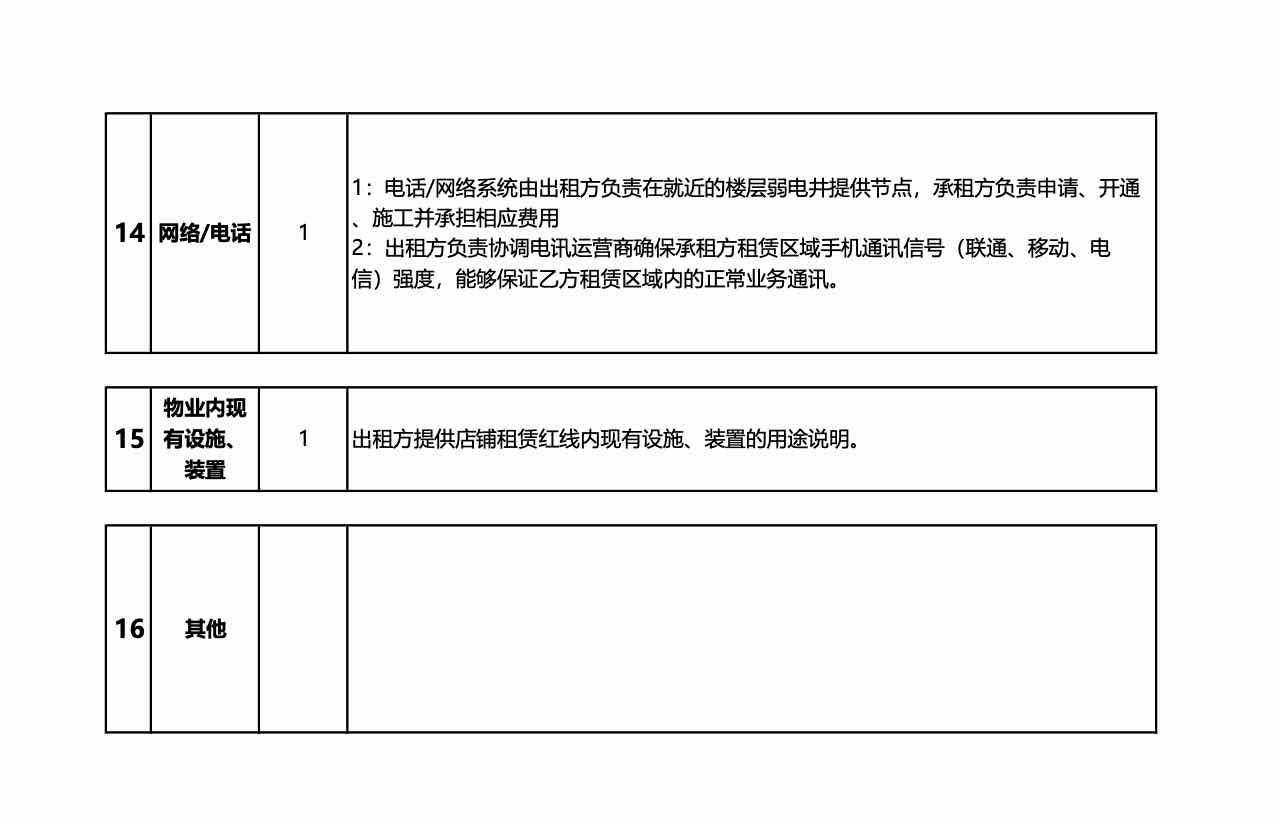 14
网络/电话
1
1：电话/网络系统由出租方负责在就近的楼层弱电井提供节点，承租方负责申请、开通
、施工并承担相应费用
2：出租方负责协调电讯运营商确保承租方租赁区域手机通讯信号（联通、移动、电
信）强度，能够保证乙方租赁区域内的正常业务通讯。
15
物业内现
有设施、
装置
1
出租方提供店铺租赁红线内现有设施、装置的用途说明。
16
其他